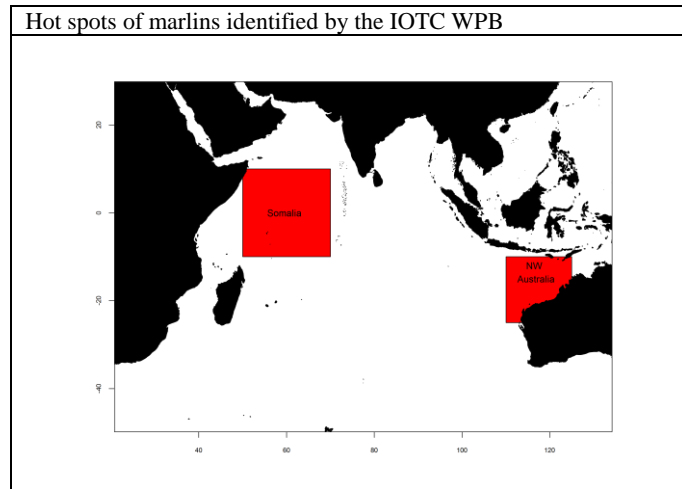 Hot spots of marlins identified by the IOTC WPB
20
0
-20
-40
Somalia
NW
Australia
40
60
80
100
120